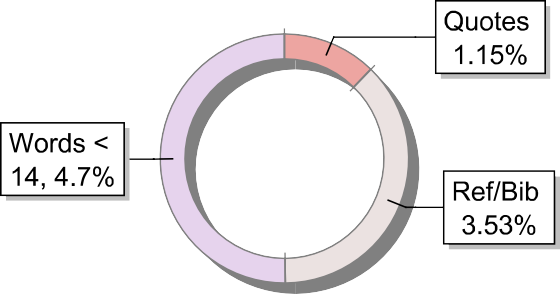 Quotes
1.15%
Words <
14, 4.7%
Ref/Bib
3.53%